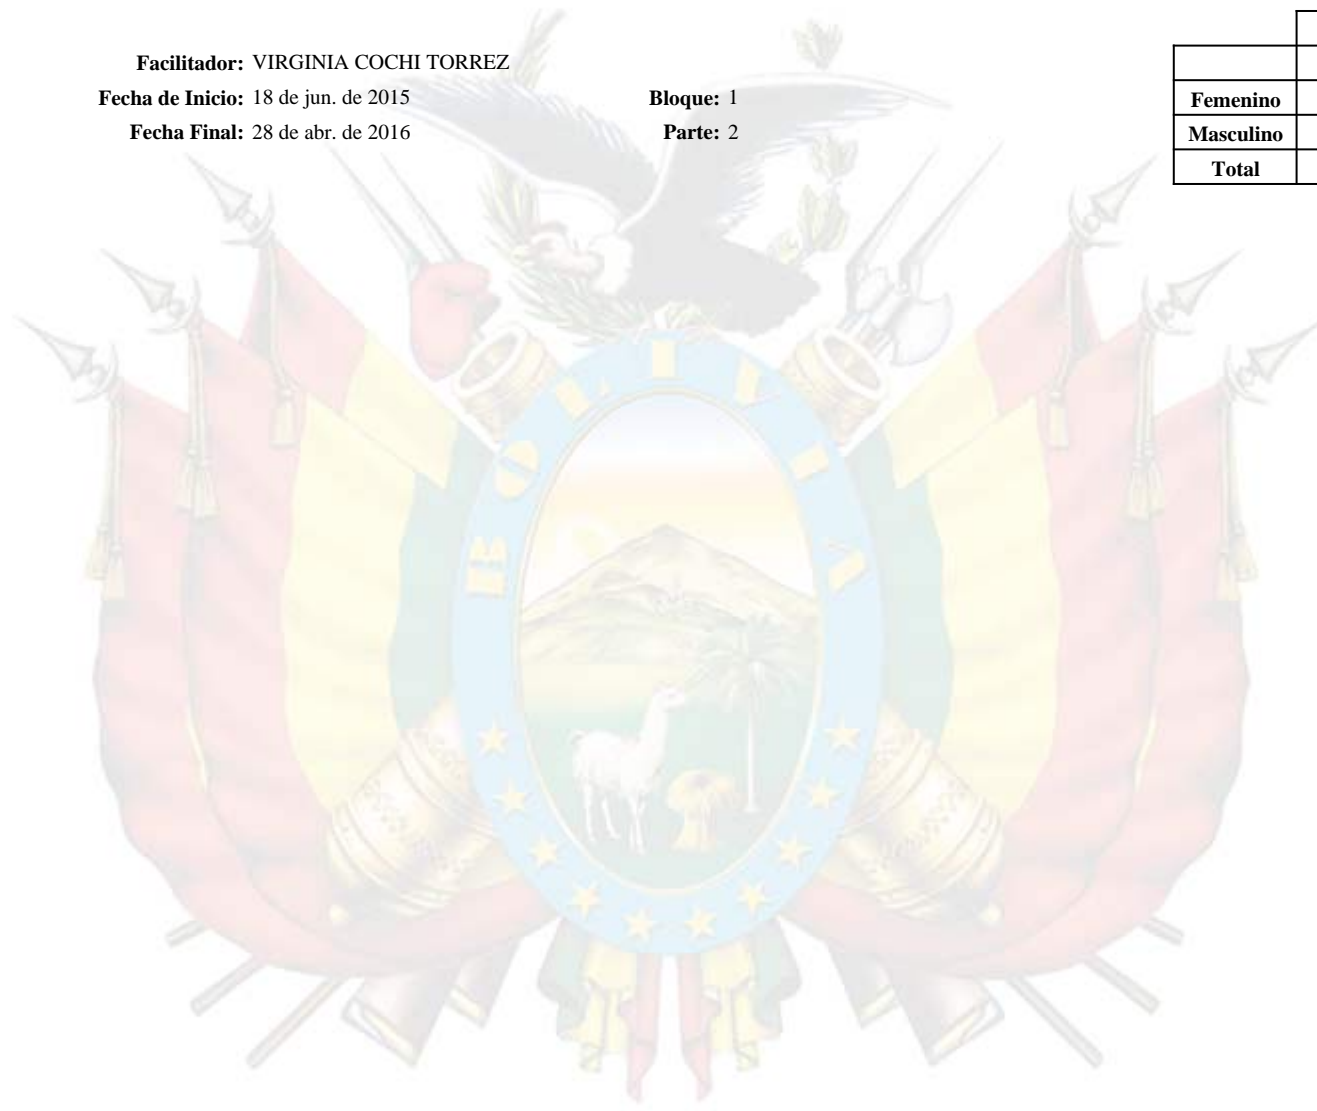 Facilitador: VIRGINIA COCHI TORREZ
Fecha de Inicio: 18 de jun. de 2015 Bloque: 1
Fecha Final: 28 de abr. de 2016 Parte: 2
Femenino
Masculino
Total
BOLIVIA